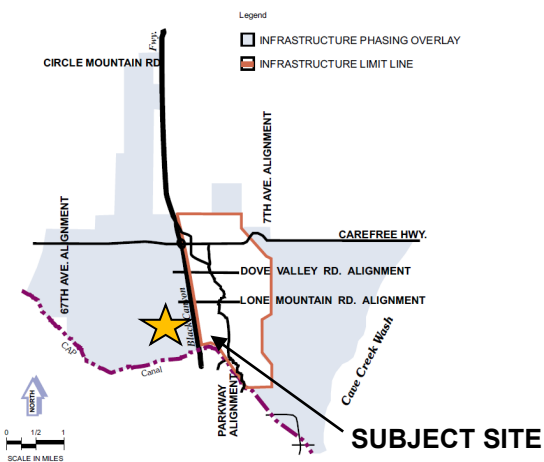 Legend
INFRASTRUCTURE PHASING OVERLAY
INFRASTRUCTURE LIMIT LINE
Fwy.
CIRCLE MOUNTAIN RD
7TH AVE. ALIGNMENT
67TH AVE. ALIGNMENT
CAREFREE HWY.
DOVE VALLEY RD. ALIGNMENT
LONE MOUNTAIN RD. ALIGNMENT
Black Canyon
Cave Creek Wash
CAP
Canal
PARKWAY
ALIGNMENT
NORTH
0 1/2 1
SCALE IN MILES
SUBJECT SITE